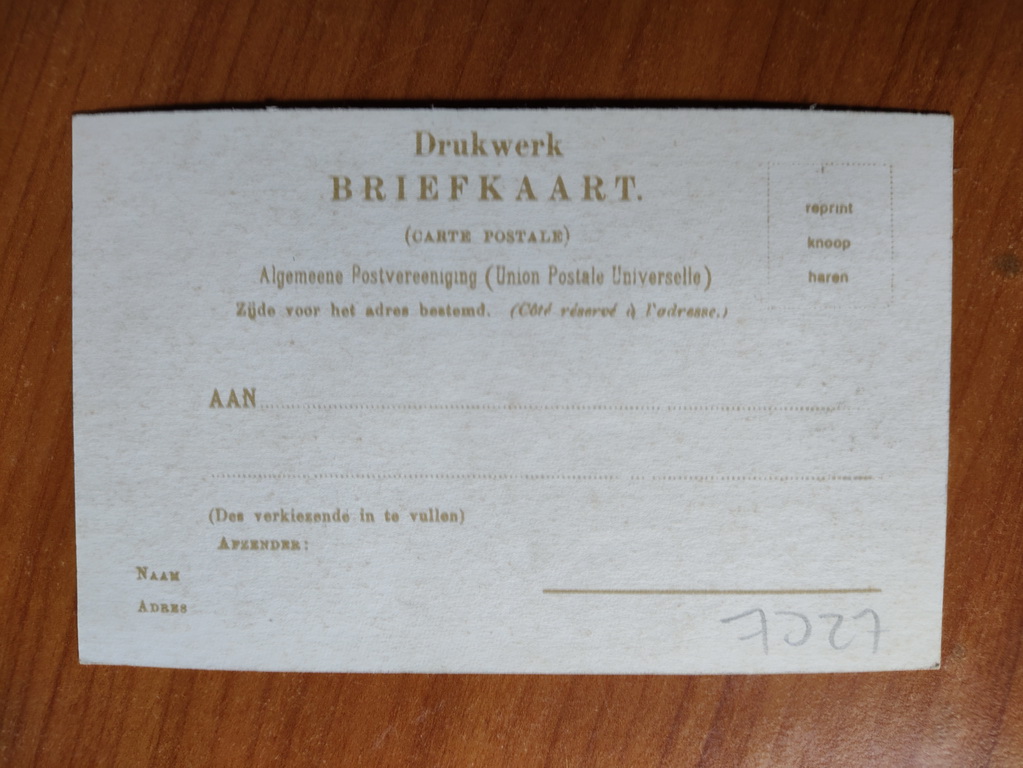 Drukwerk
BRIEFKAART.
(CARTE POSTALE)
Algemeene Postvereeniging (Union Postale Universelle)
Zijde voor het adres bestemd. (Côté réservé à l'adresse.)
reprint
knoop
haren
AAN
(Des verkiezende in te vullen)
AFZENDER:
NAAM
ADRES